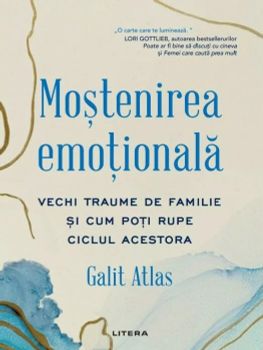 „O carte care te luminează."
LORI GOTTLIEB, autoarea bestsellerurilor
Poate ar fi bine să discuți cu cineva
și Femei care caută prea mult
Moștenirea
emoțională
VECHI TRAUME DE FAMILIE
ȘI CUM POȚI RUPE
CICLUL ACESTORA
Galit Atlas
LITERA